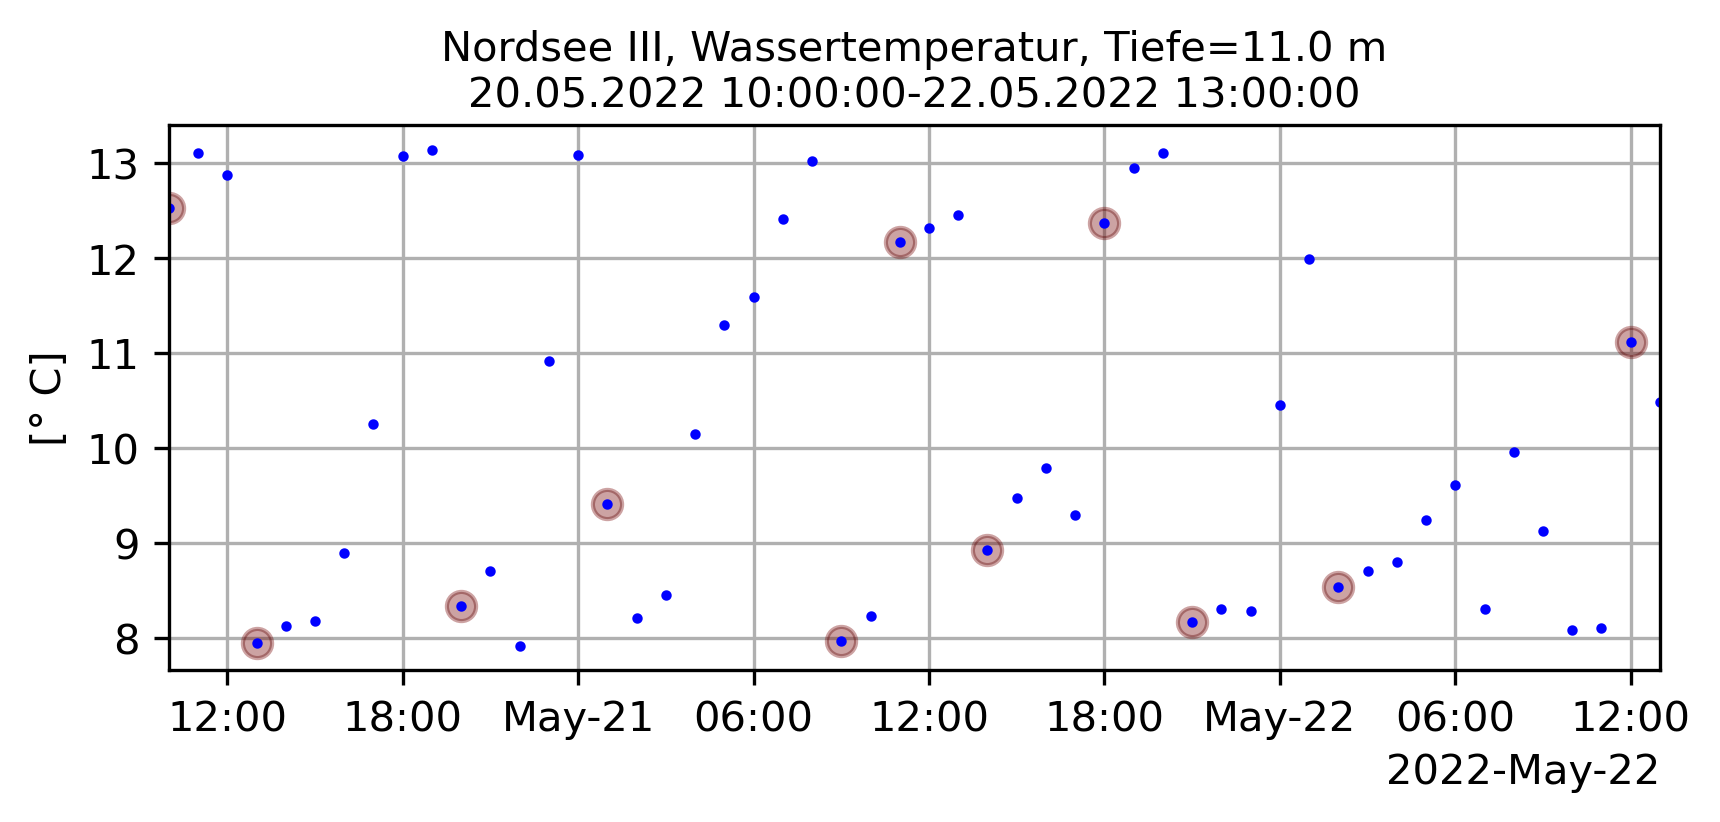 Nordsee III, Wassertemperatur, Tiefe=11.0 m
20.05.2022 10:00:00-22.05.2022 13:00:00
[° C]
13
12
11
10
9
8
12:00 18:00 May-21 06:00 12:00 18:00 May-22 06:00 12:00
2022-May-22